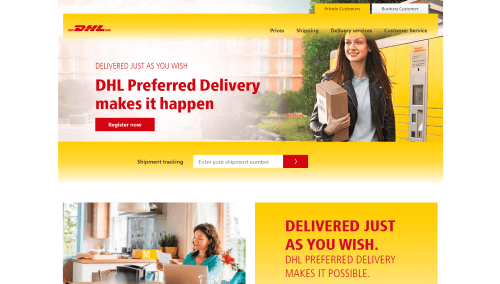 Private Customers
Business Customer
DHL
Prices
Shipping
Delivery services
Customer Service
DELIVERED JUST AS YOU WISH
DHL Preferred Delivery
makes it happen
Register now
Shipment tracking
Enter your shipment number
DELIVERED JUST
AS YOU WISH.
DHL PREFERRED DELIVERY
MAKES IT POSSIBLE.